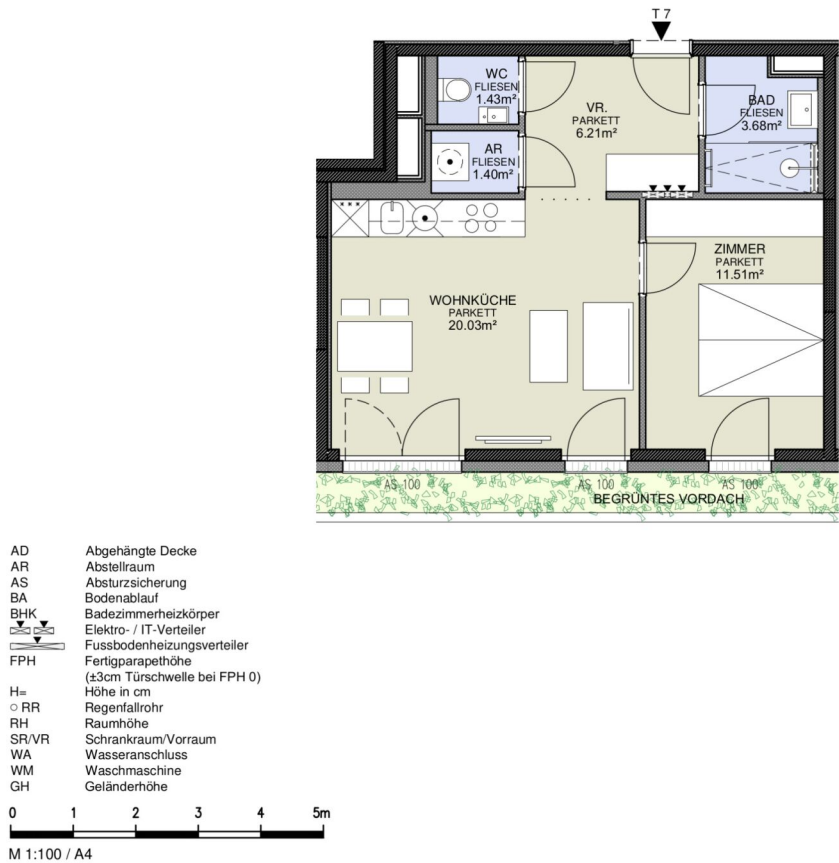 T 7
WC
FLIESEN
1.43m²
VR.
PARKETT
6.21m²
BAD
FLIESEN
3.68m²
AR
FLIESEN
1.40m²
WOHNKÜCHE
PARKETT
20.03m²
ZIMMER
PARKETT
11.51m²
AS 100 AS 100 AS 100
BEGRÜNTES VORDACH
AD Abgehängte Decke
AR Abstellraum
AS Absturzsicherung
BA Bodenablauf
BHK Badezimmerheizkörper
Elektro- / IT-Verteiler
Fussbodenheizungsverteiler
FPH Fertigparapethöhe
(±3cm Türschwelle bei FPH 0)
H= Höhe in cm
RR Regenfallrohr
RH Raumhöhe
SR/VR Schrankraum/Vorraum
WA Wasseranschluss
WM Waschmaschine
GH Geländerhöhe
0 1 2 3 4 5m
M 1:100 / A4